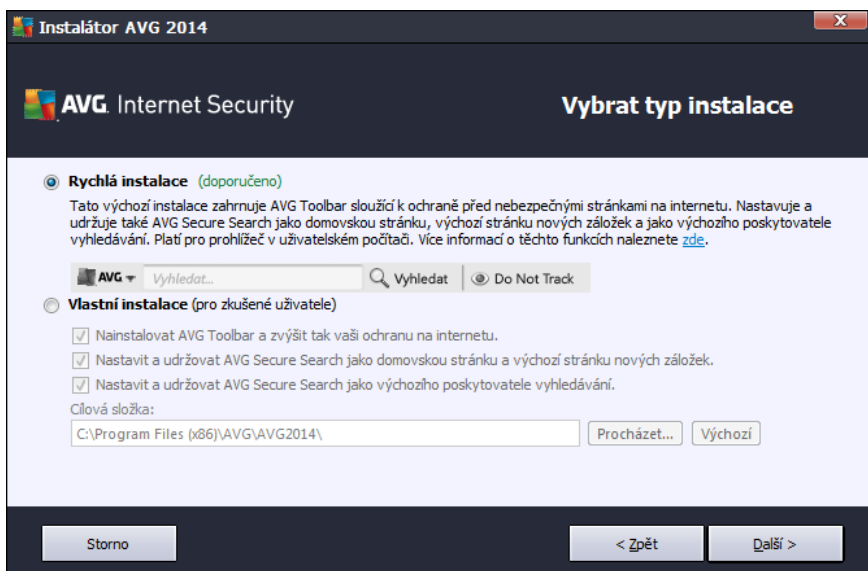 Instalátor AVG 2014
AVG. Internet Security
Vybrat typ instalace
Rychlá instalace (doporučeno)
Tato výchozí instalace zahrnuje AVG Toolbar sloužící k ochraně před nebezpečnými stránkami na internetu. Nastavuje a
udržuje také AVG Secure Search jako domovskou stránku, výchozí stránku nových záložek a jako výchozího poskytovatele
vyhledávání. Platí pro prohlížeč v uživatelském počítači. Více informací o těchto funkcích naleznete zde.
AVG Vyhledat... Vyhledat Do Not Track
Vlastní instalace (pro zkušené uživatele)
Nainstalovat AVG Toolbar a zvýšit tak vaši ochranu na internetu.
Nastavit a udržovat AVG Secure Search jako domovskou stránku a výchozí stránku nových záložek.
Nastavit a udržovat AVG Secure Search jako výchozího poskytovatele vyhledávání.
Cílová složka:
C:\Program Files (x86)\AVG\AVG2014\ Procházet... Výchozí
Storno < Zpět Další >